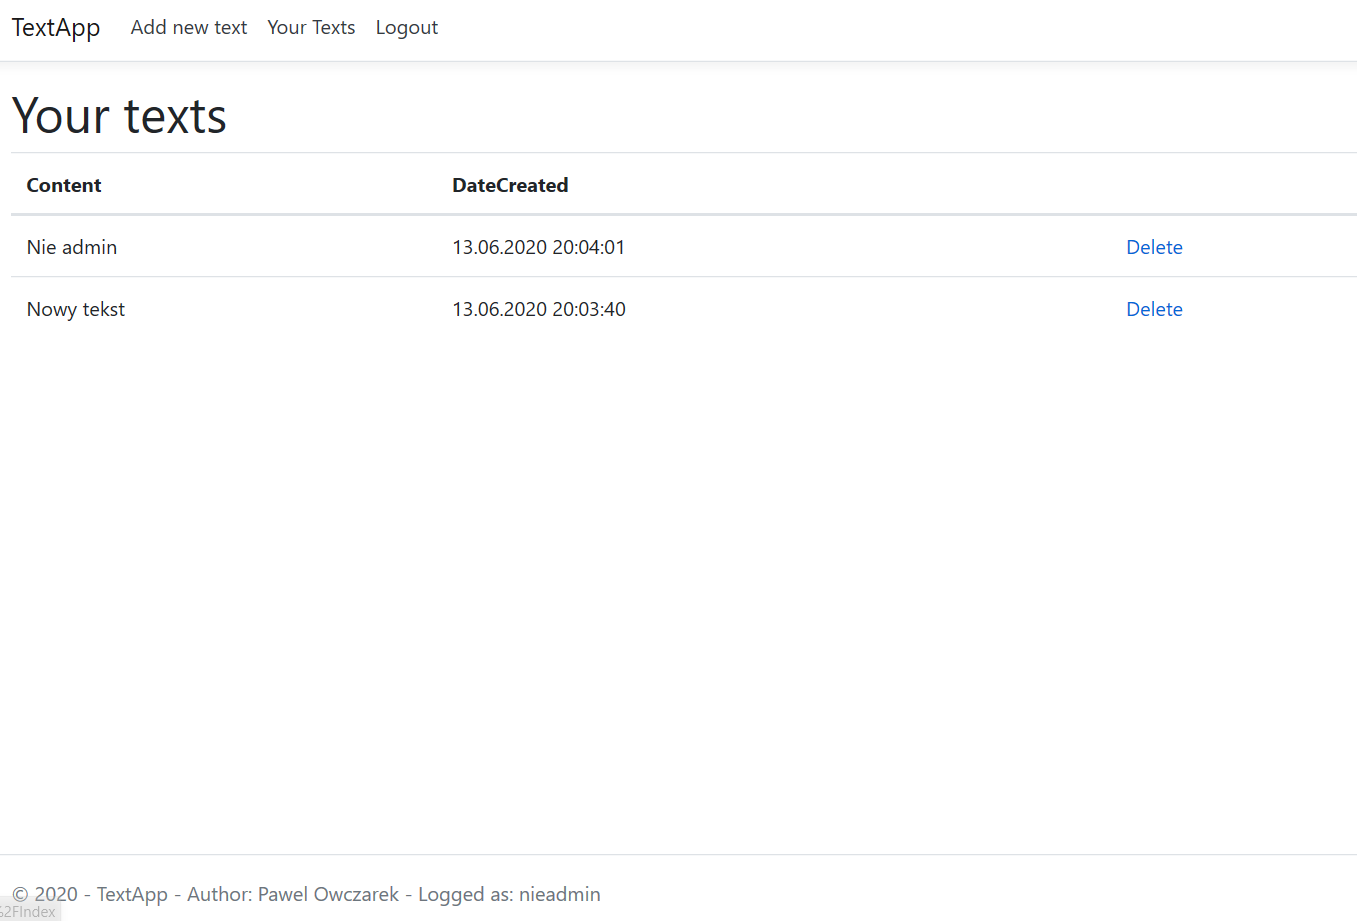 TextApp Add new text Your Texts Logout
Your texts
Content DateCreated
Nie admin 13.06.2020 20:04:01 Delete
Nowy tekst 13.06.2020 20:03:40 Delete
© 2020 - TextApp - Author: Pawel Owczarek - Logged as: nieadmin
%2FIndex